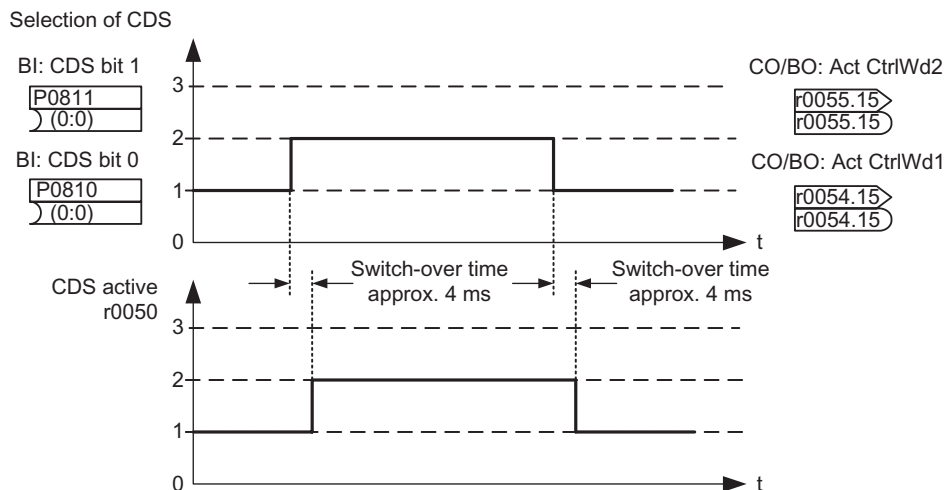 Selection of CDS
BI: CDS bit 1
P0811
(0:0)
BI: CDS bit 0
P0810
(0:0)
3
2
1
0
t
CO/BO: Act CtrlWd2
r0055.15
r0055.15
CO/BO: Act CtrlWd1
r0054.15
r0054.15
Switch-over time
approx. 4 ms
Switch-over time
approx. 4 ms
CDS active
r0050
3
2
1
0
t